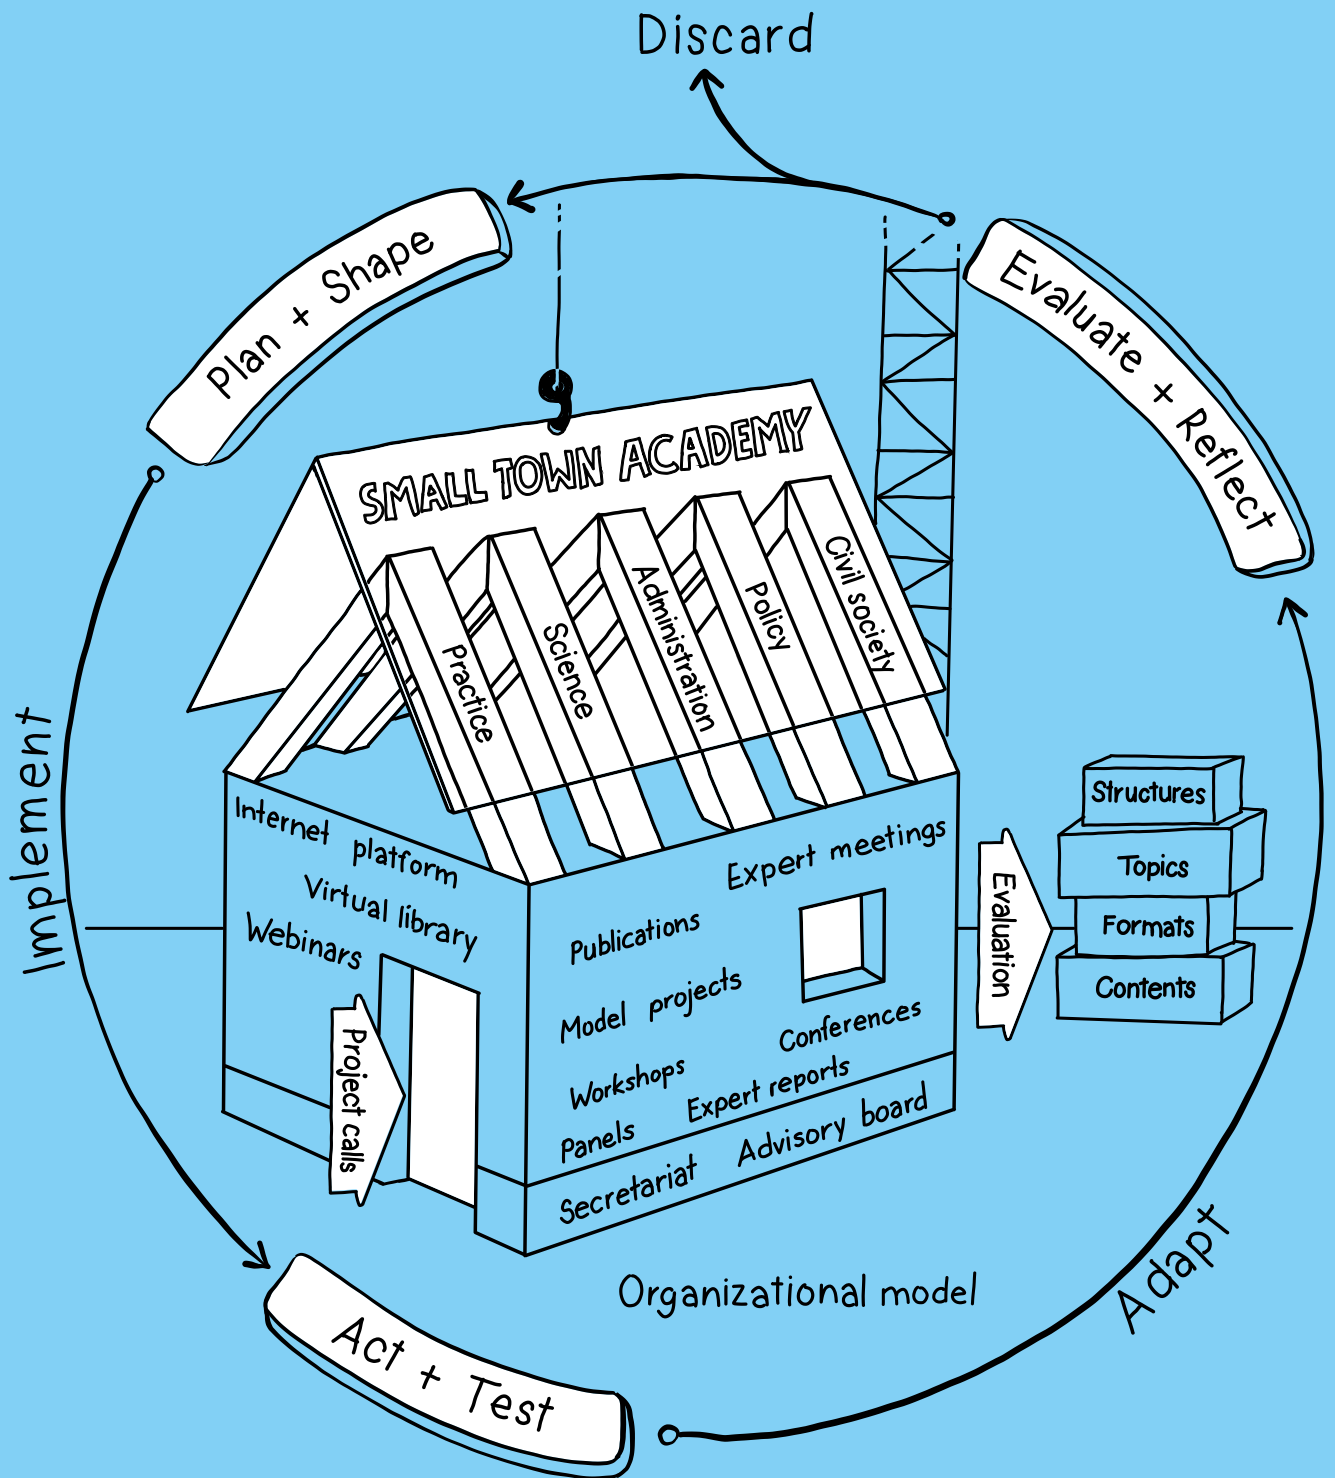 Discard
Plan + Shape
Evaluate + Reflect
SMALL TOWN ACADEMY
Practice
Science
Administration
Policy
Civil society
Implement
Internet platform
Virtual library
Webinars
Project calls
Expert meetings
Publications
Model projects
Conferences
Workshops
Expert reports
Panels
Advisory board
Secretariat
Evaluation
Structures
Topics
Formats
Contents
Organizational model
Adapt
Act + Test